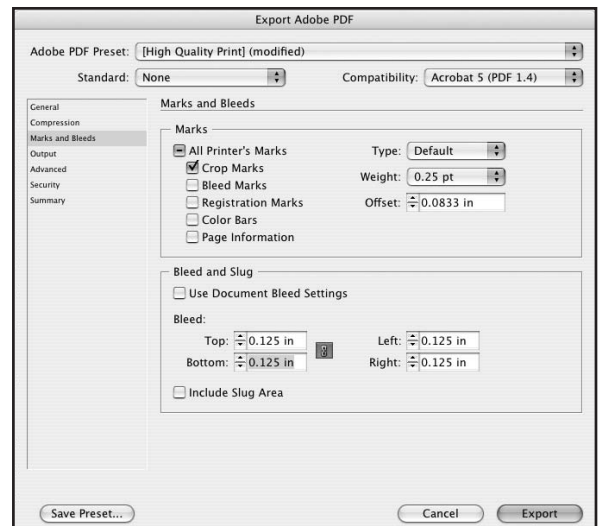 Export Adobe PDF
Adobe PDF Preset: [High Quality Print] (modified)
Standard: None Compatibility: Acrobat 5 (PDF 1.4)
General
Compression
Marks and Bleeds
Output
Advanced
Security
Summary
Marks and Bleeds
Marks
All Printer's Marks Type: Default
Crop Marks Weight: 0.25 pt
Bleed Marks
Registration Marks Offset: 0.0833 in
Color Bars
Page Information
Bleed and Slug
Use Document Bleed Settings
Bleed:
Top: 0.125 in Left: 0.125 in
Bottom: 0.125 in Right: 0.125 in
Include Slug Area
Save Preset... Cancel Export